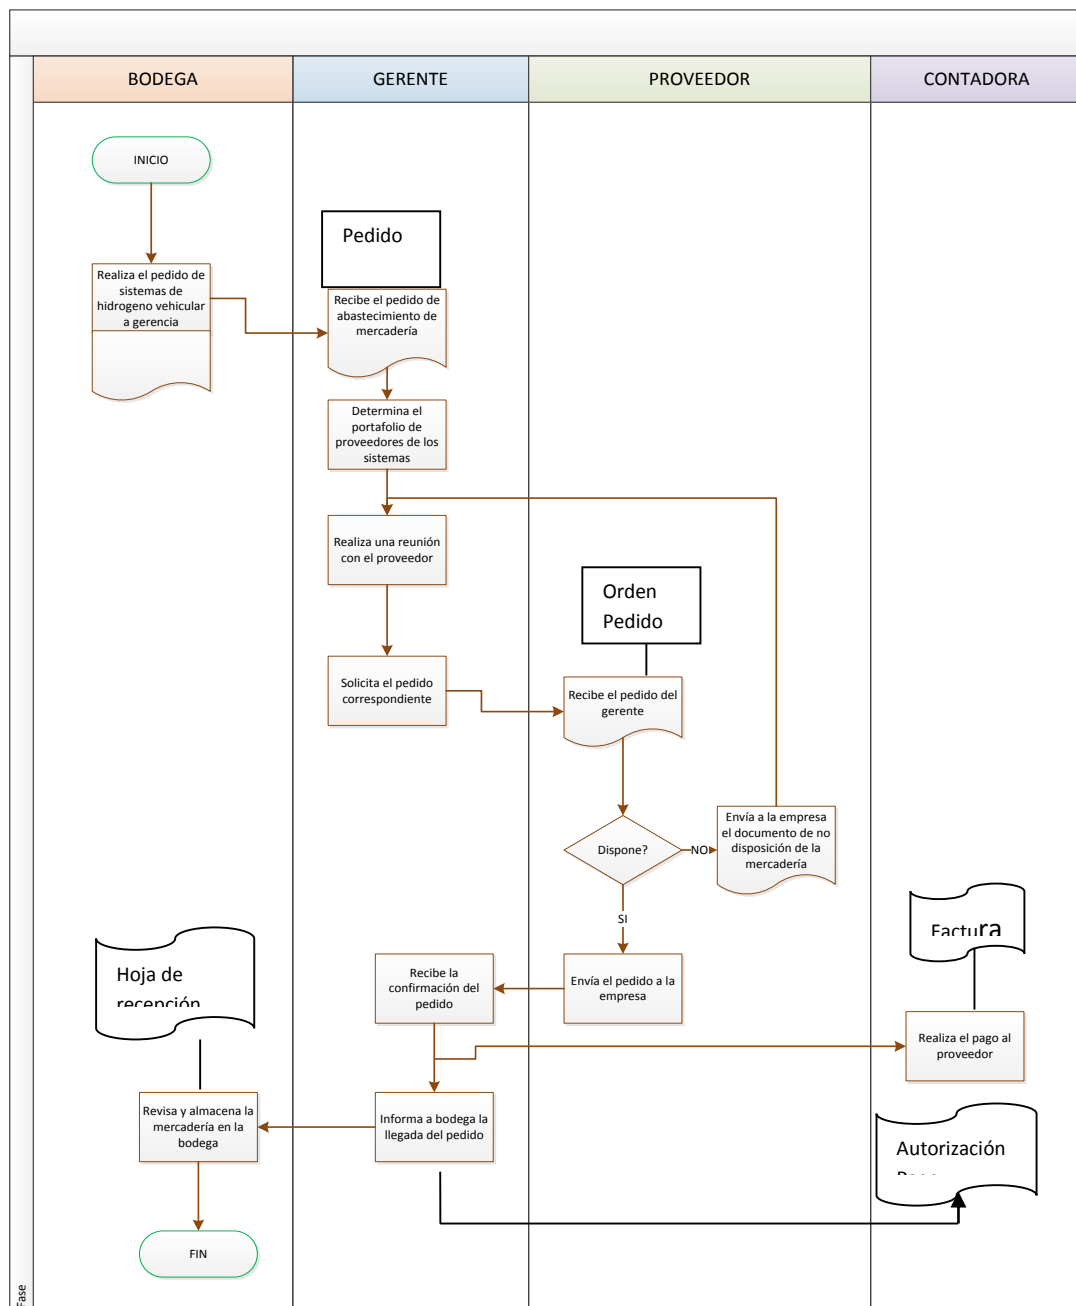 BODEGA
GERENTE
PROVEEDOR
CONTADORA
INICIO
Pedido
Realiza el pedido de
sistemas de
hidrogeno vehicular
a gerencia
Recibe el pedido de
abastecimiento de
mercadería
Determina el
portafolio de
proveedores de los
sistemas
Realiza una reunión
con el proveedor
Orden
Pedido
Solicita el pedido
correspondiente
Recibe el pedido del
gerente
Dispone?
NO
Envía a la empresa
el documento de no
disposición de la
mercadería
SI
Factura
Hoja de
recepción
Recibe la
confirmación del
pedido
Envía el pedido a la
empresa
Realiza el pago al
proveedor
Revisa y almacena la
mercadería en la
bodega
Informa a bodega la
llegada del pedido
Autorización
FIN
Fase